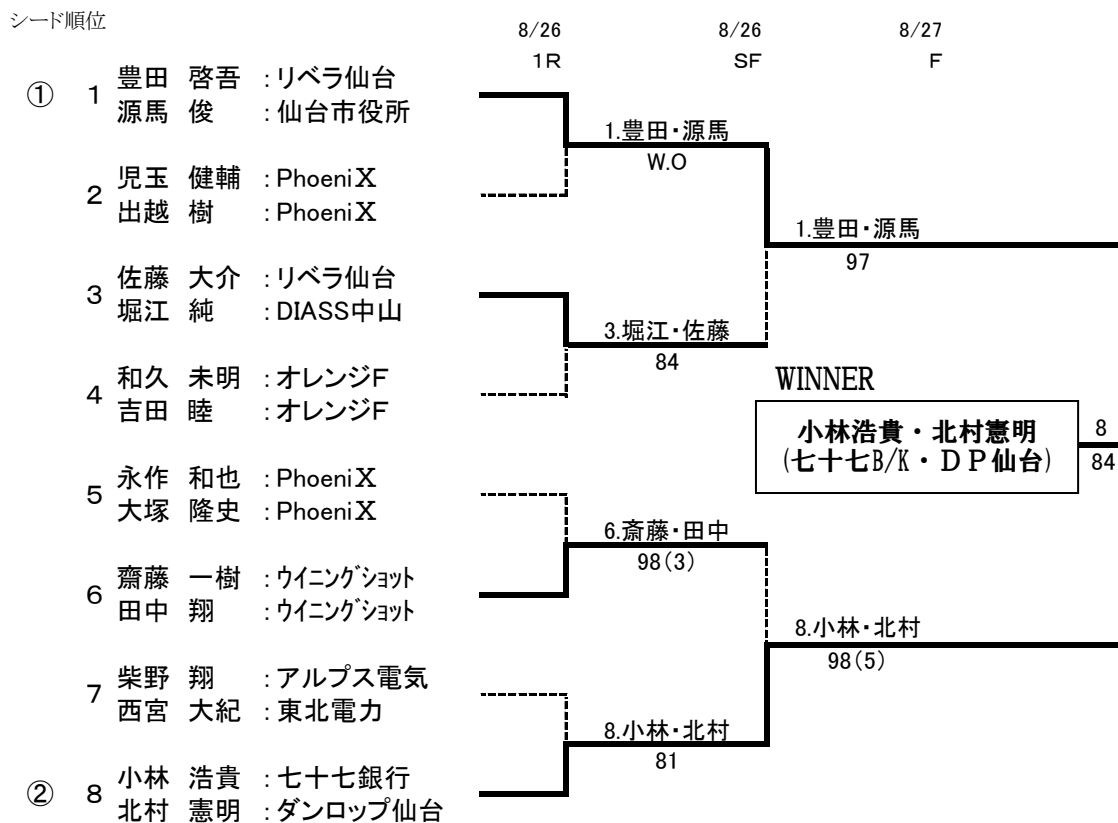 シード順位
8/26 8/26 8/27
1R SF F
① 1 豊田 啓吾 : リベラ仙台
源馬 俊 : 仙台市役所
1.豊田・源馬
W.O
2 児玉 健輔 : PhoeniX
出越 樹 : PhoeniX
1.豊田・源馬
97
3 佐藤 大介 : リベラ仙台
堀江 純 : DIASS中山
3.堀江・佐藤
84
4 和久 未明 : オレンジF
吉田 睦 : オレンジF
WINNER
小林浩貴・北村憲明
(七十七B/K・DP仙台)
8
84
5 永作 和也 : PhoeniX
大塚 隆史 : PhoeniX
6.斎藤・田中
98(3)
6 齋藤 一樹 : ウイニングショット
田中 翔 : ウイニングショット
8.小林・北村
98(5)
7 柴野 翔 : アルプス電気
西宮 大紀 : 東北電力
8.小林・北村
81
② 8 小林 浩貴 : 七十七銀行
北村 憲明 : ダンロップ仙台